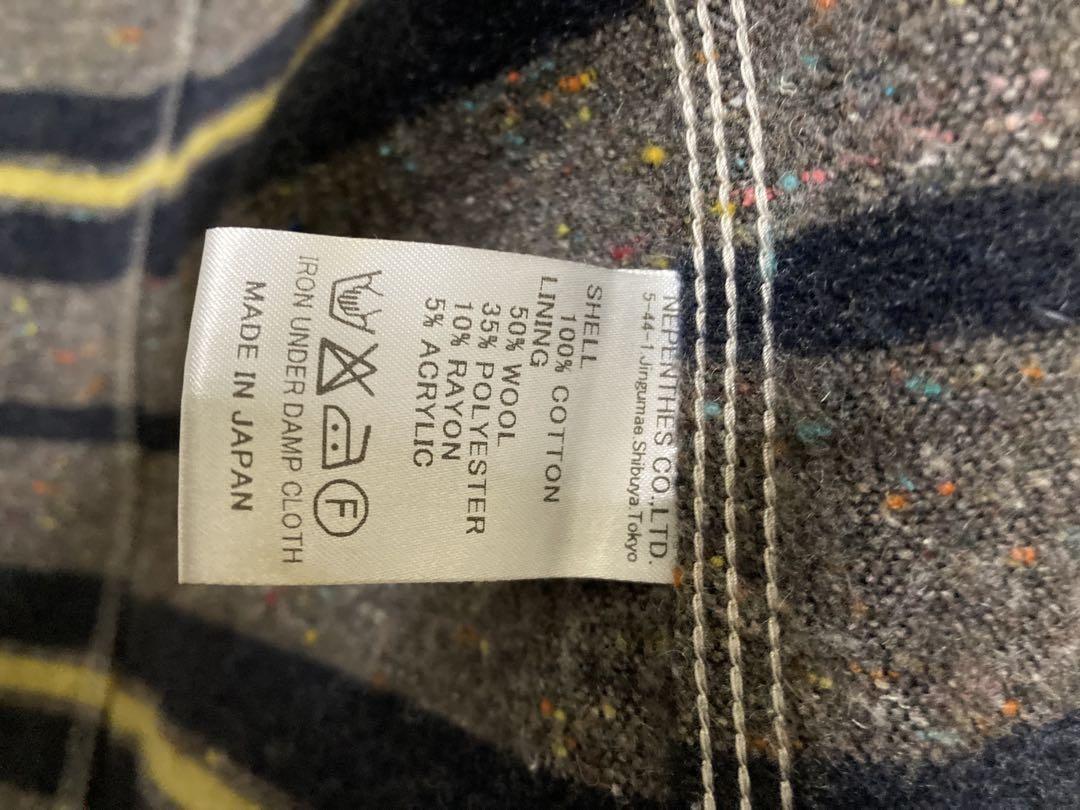 NEPENTHES CO.,LTD.
5-44-1 Jingumae.Shibuya.Tokyo
SHELL
100% COTTON
LINING
50% WOOL
35% POLYESTER
10% RAYON
5% ACRYLIC
F
IRON UNDER DAMP CLOTH
MADE IN JAPAN